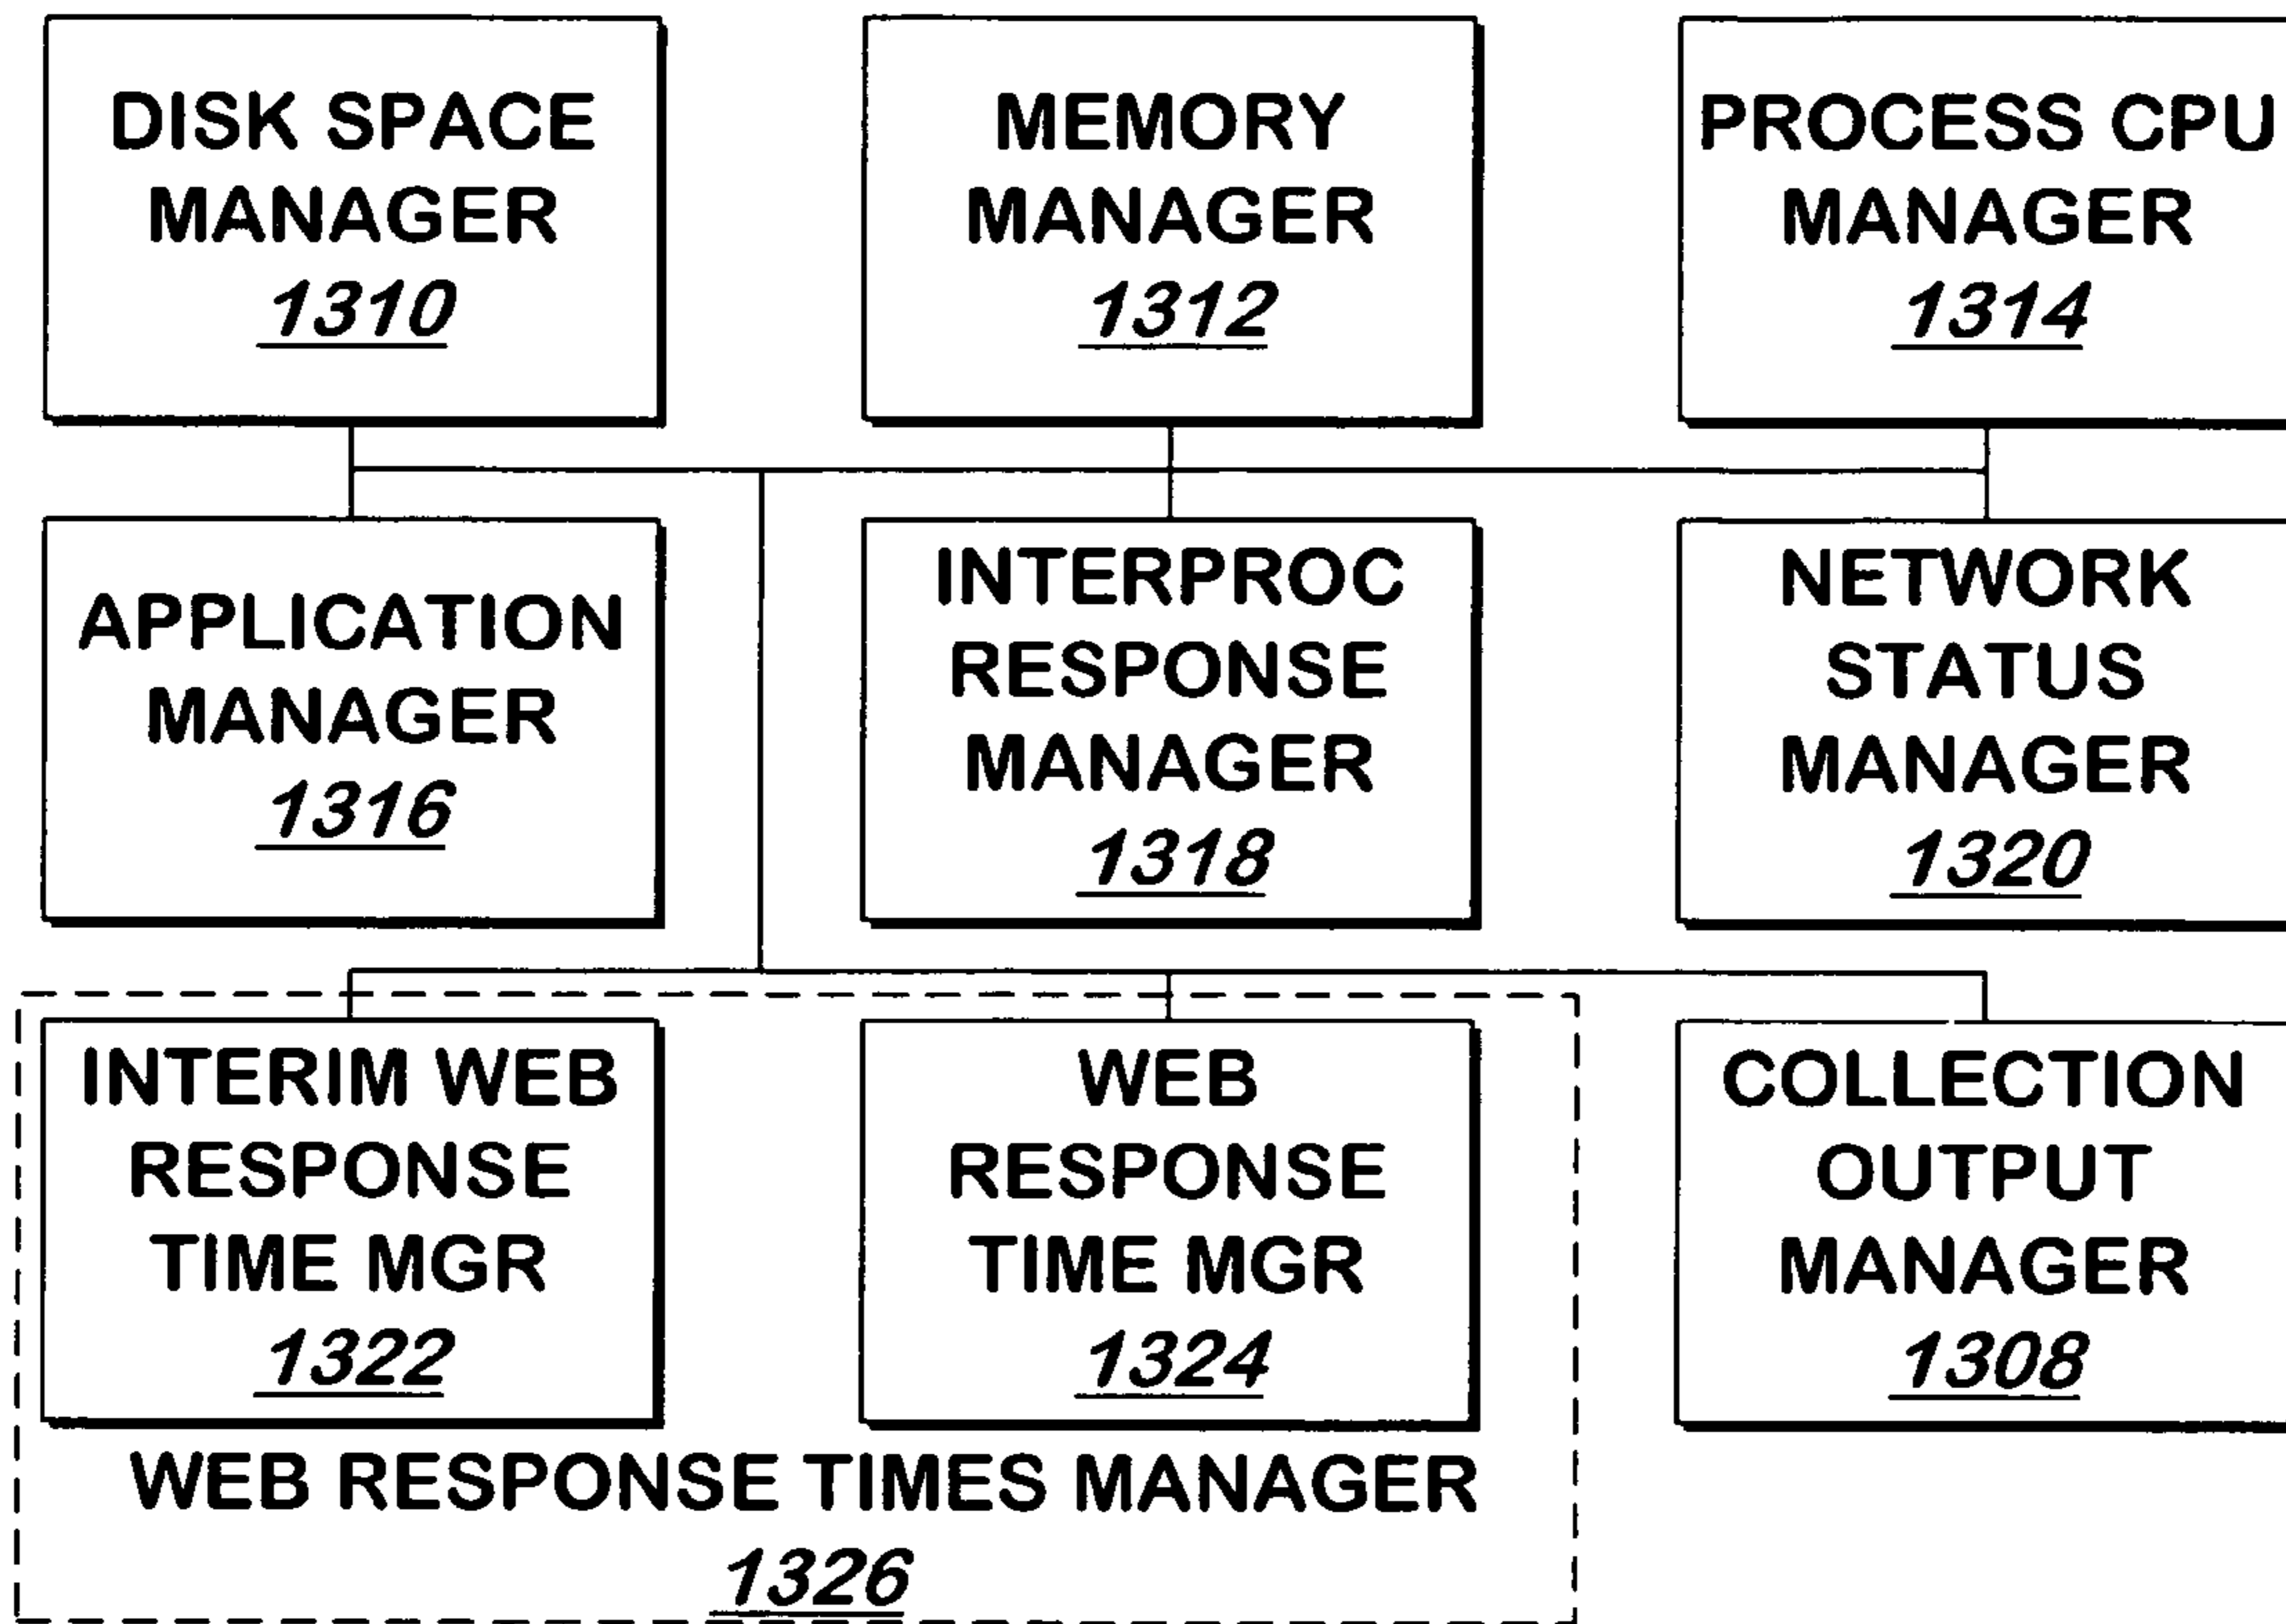 DISK SPACE
MANAGER
1310
MEMORY
MANAGER
1312
PROCESS CPU
MANAGER
1314
APPLICATION
MANAGER
1316
INTERPROC
RESPONSE
MANAGER
1318
NETWORK
STATUS
MANAGER
1320
INTERIM WEB
RESPONSE
TIME MGR
1322
WEB
RESPONSE
TIME MGR
1324
COLLECTION
OUTPUT
MANAGER
1308
WEB RESPONSE TIMES MANAGER
1326